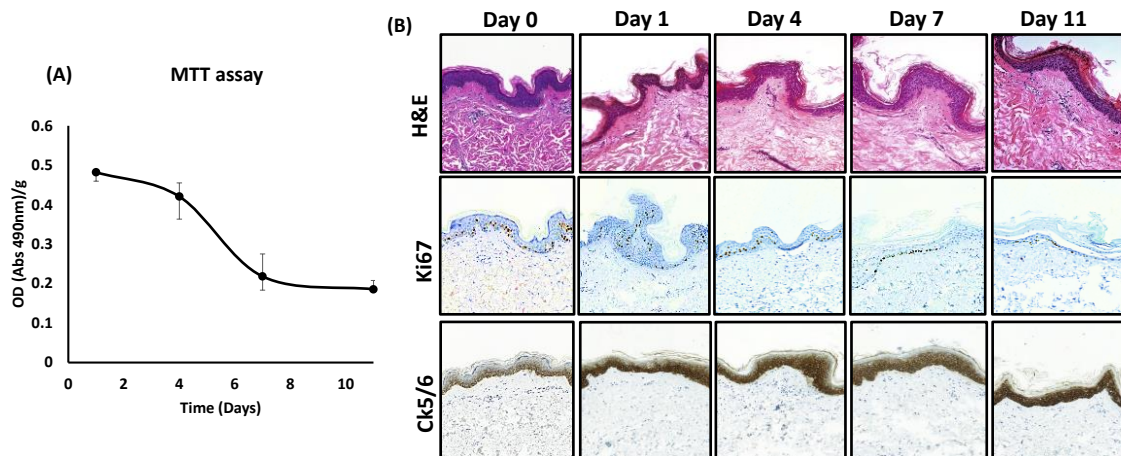 (A)
MTT assay
OD (Abs 490nm)/g
0.6
0.5
0.4
0.3
0.2
0.1
0
0 2 4 6 8 10
Time (Days)
(B)
Day 0 Day 1 Day 4 Day 7 Day 11
H&E
Ki67
Ck5/6